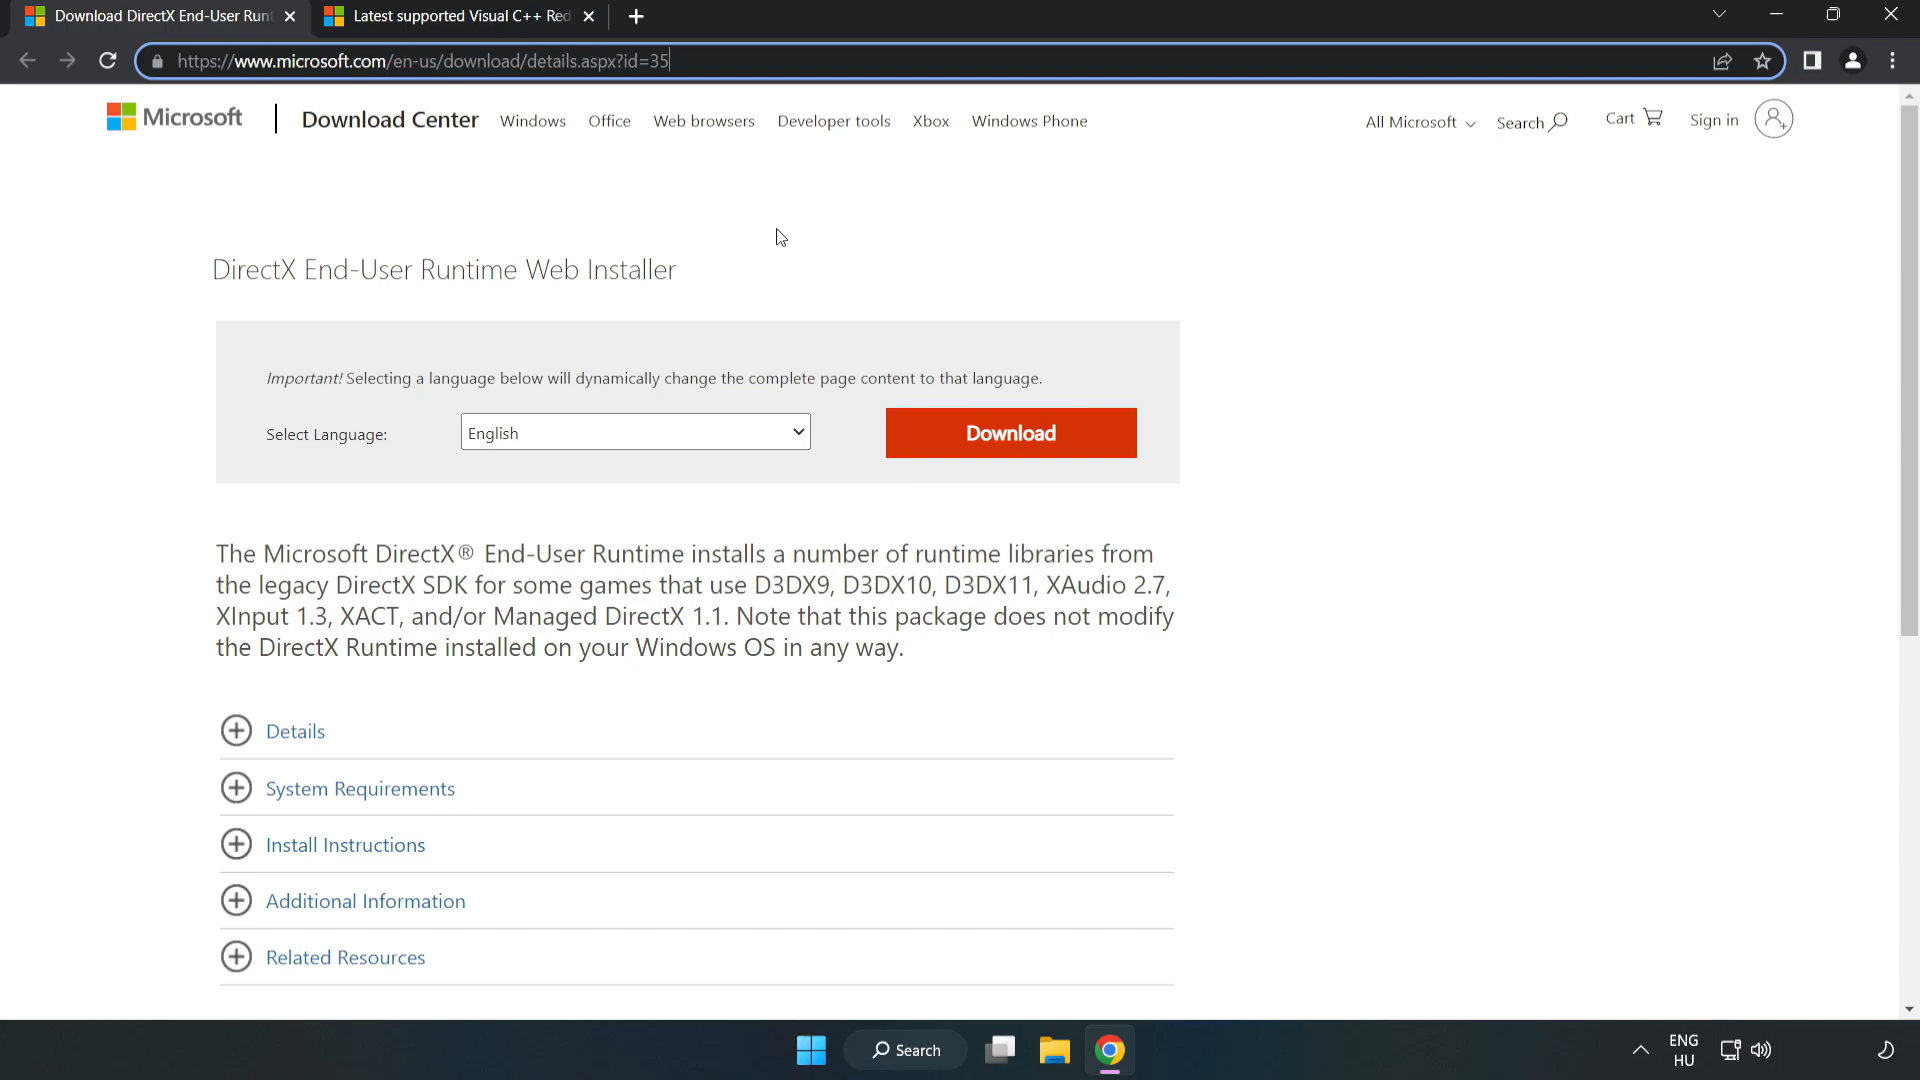 Download DirectX End-User Runt
Latest supported Visual C++ Red
https://www.microsoft.com/en-us/download/details.aspx?id=35
Microsoft
Download Center
Windows
Office
Web browsers
Developer tools
Xbox
Windows Phone
All Microsoft
Search
Cart
Sign in
DirectX End-User Runtime Web Installer
Important! Selecting a language below will dynamically change the complete page content to that language.
Select Language:
English
Download
The Microsoft DirectX® End-User Runtime installs a number of runtime libraries from
the legacy DirectX SDK for some games that use D3DX9, D3DX10, D3DX11, XAudio 2.7,
XInput 1.3, XACT, and/or Managed DirectX 1.1. Note that this package does not modify
the DirectX Runtime installed on your Windows OS in any way.
Details
System Requirements
Install Instructions
Additional Information
Related Resources
Search
ENG
HU